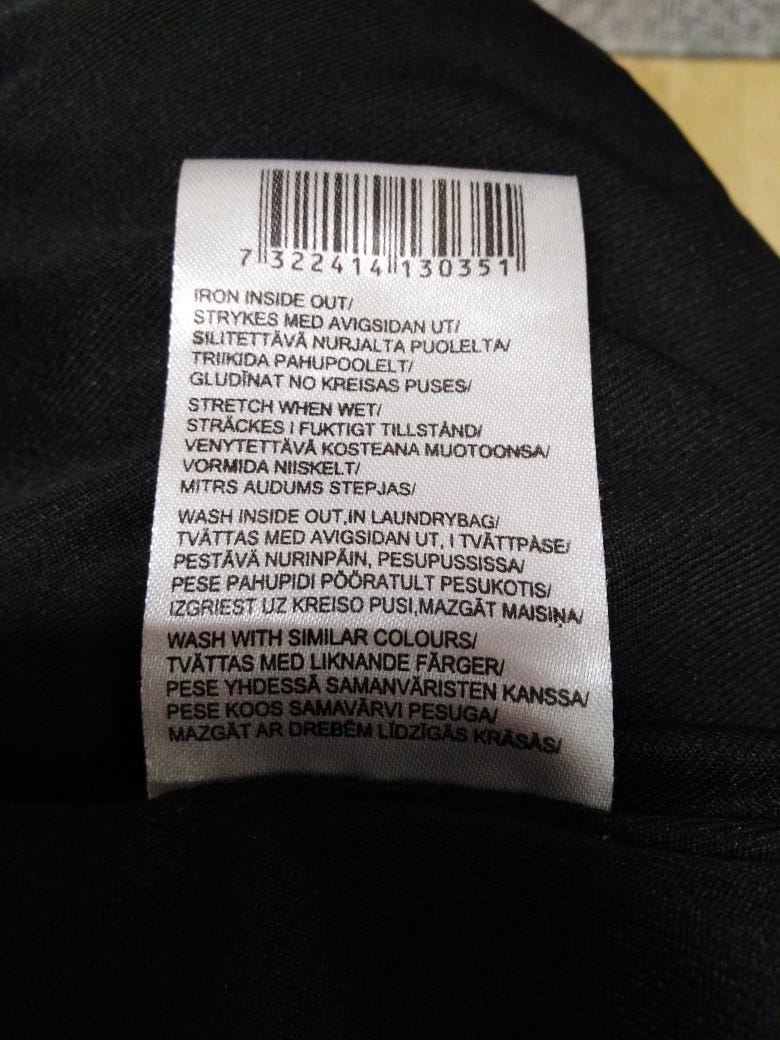 7 322414 130351
IRON INSIDE OUT/
STRYKES MED AVIGSIDAN UT/
SILITETTÄVÄ NURJALTA PUOLELTA/
TRIIKIDA PAHUPOOLELT/
GLUDĪNAT NO KREISAS PUSES/
STRETCH WHEN WET/
STRÄCKES I FUKTIGT TILLSTÅND/
VENYTETTÄVÄ KOSTEANA MUOTOONSA/
VORMIDA NIISKELT/
MITRS AUDUMS STEPJAS/
WASH INSIDE OUT,IN LAUNDRYBAG/
TVÄTTAS MED AVIGSIDAN UT, I TVÄTTPÅSE/
PESTÄVÄ NURINPÄIN, PESUPUSSISSA/
PESE PAHUPIDI PÖÖRATULT PESUKOTIS/
IZGRIEST UZ KREISO PUSI,MAZGĀT MAISIŅA/
WASH WITH SIMILAR COLOURS/
TVÄTTAS MED LIKNANDE FÄRGER/
PESE YHDESSÄ SAMANVÄRISTEN KANSSA/
PESE KOOS SAMAVÄRVI PESUGA/
MAZGĀT AR DREBĒM LĪDZĪGĀS KRĀSĀS/